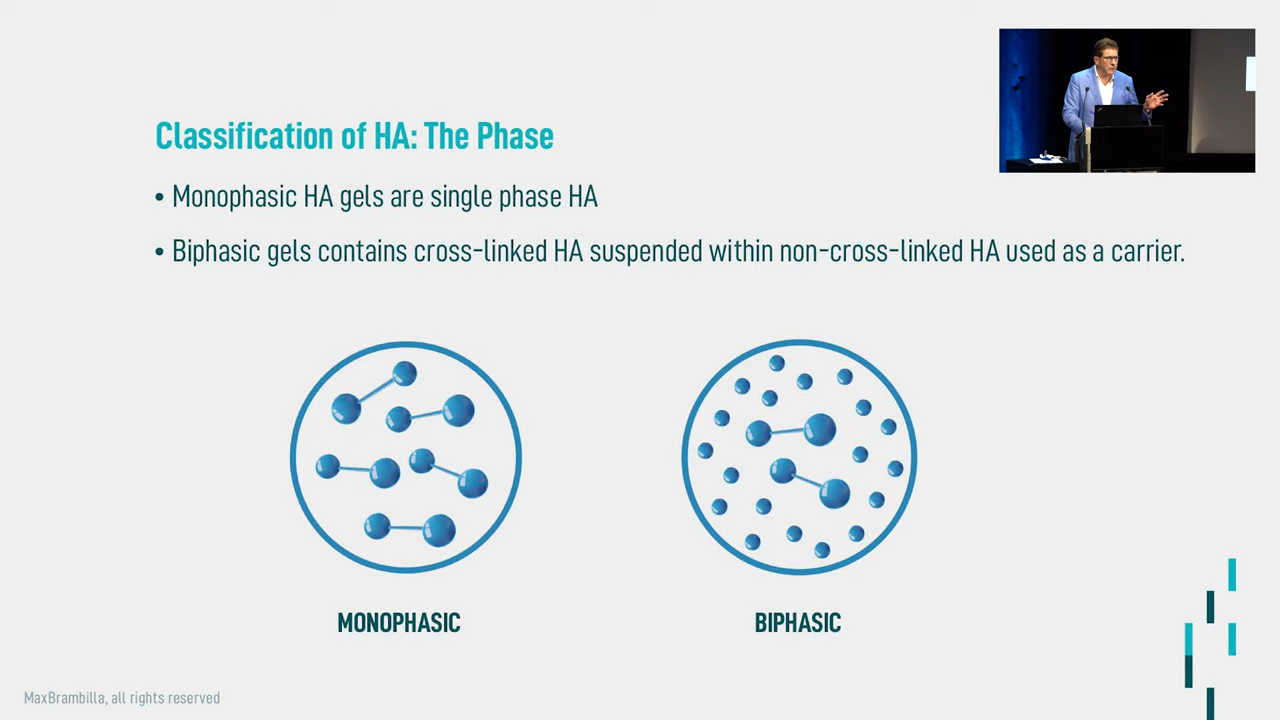 Classification of HA: The Phase
• Monophasic HA gels are single phase HA
• Biphasic gels contains cross-linked HA suspended within non-cross-linked HA used as a carrier.
MONOPHASIC
BIPHASIC
MaxBrambilla, all rights reserved